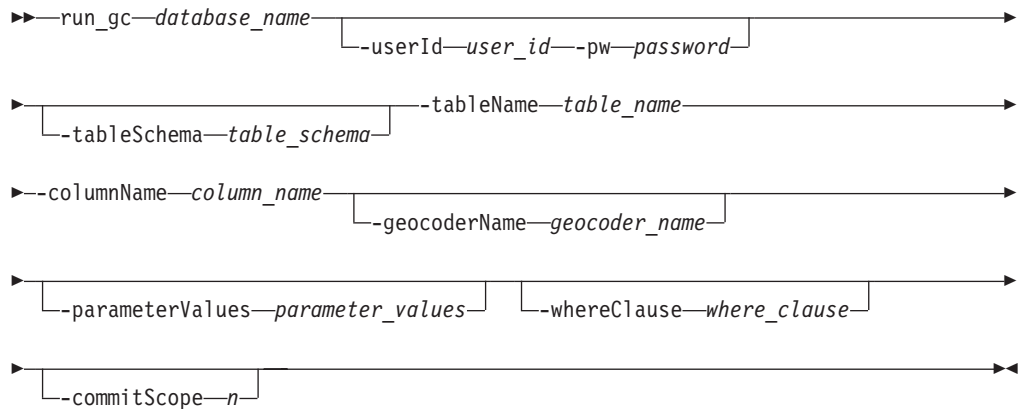 run_gc database_name
-userId user_id -pw password
-tableName table_name
-tableSchema table_schema
-columnName column_name
-geocoderName geocoder_name
-parameterValues parameter_values -whereClause where_clause
-commitScope n